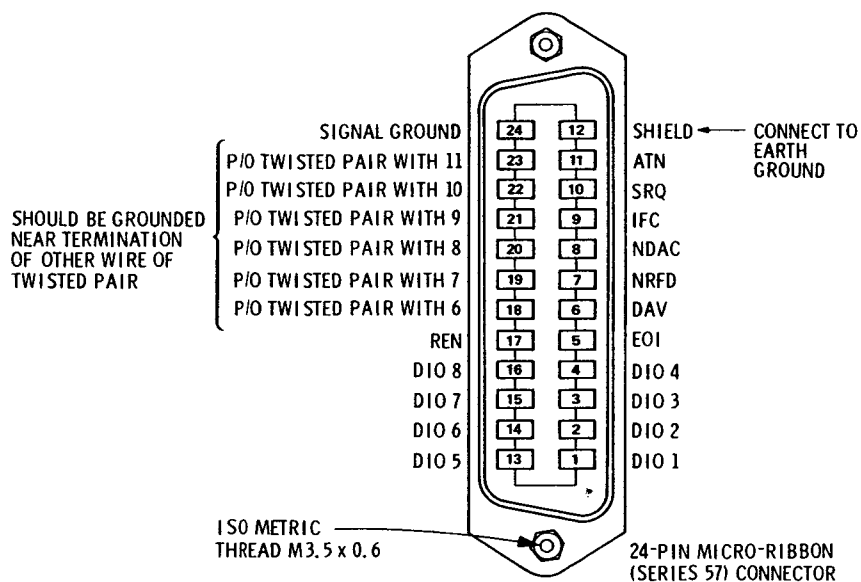 SIGNAL GROUND 24 12 SHIELD CONNECT TO
EARTH
GROUND
P/O TWISTED PAIR WITH 11 23 11 ATN
P/O TWISTED PAIR WITH 10 22 10 SRQ
P/O TWISTED PAIR WITH 9 21 9 IFC
P/O TWISTED PAIR WITH 8 20 8 NDAC
P/O TWISTED PAIR WITH 7 19 7 NRFD
P/O TWISTED PAIR WITH 6 18 6 DAV
SHOULD BE GROUNDED
NEAR TERMINATION
OF OTHER WIRE OF
TWISTED PAIR
REN 17 5 EOI
DIO 8 16 4 DIO 4
DIO 7 15 3 DIO 3
DIO 6 14 2 DIO 2
DIO 5 13 1 DIO 1
ISO METRIC
THREAD M3.5 x 0.6
24-PIN MICRO-RIBBON
(SERIES 57) CONNECTOR